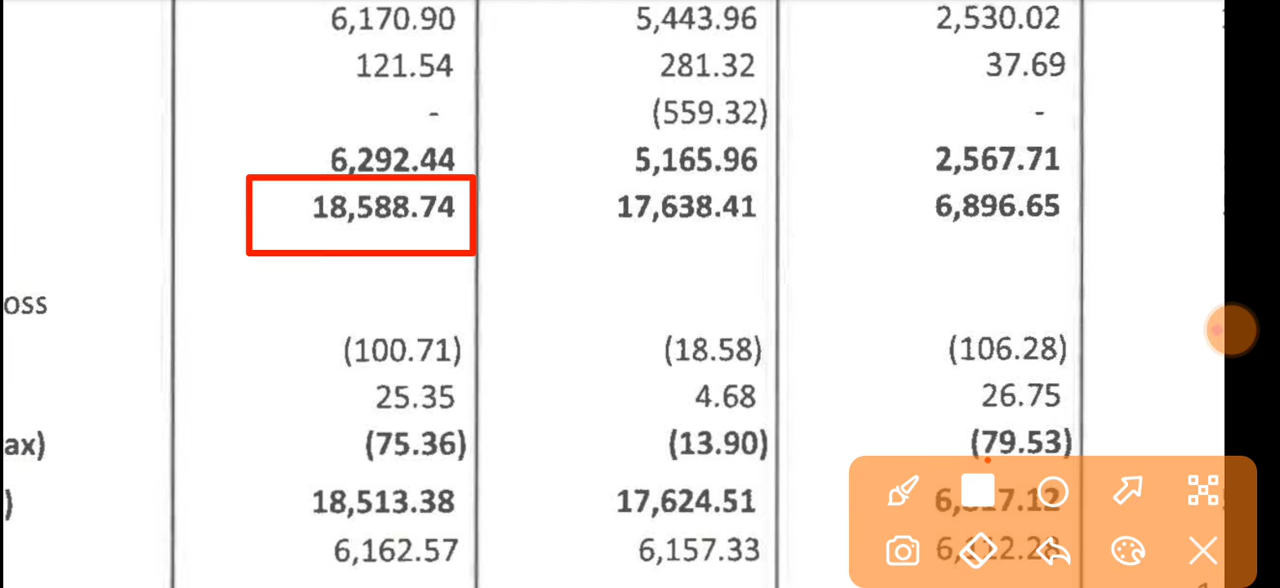 6,170.90 5,443.96 2,530.02
121.54 281.32 37.69
- (559.32) -
6,292.44 5,165.96 2,567.71
18,588.74 17,638.41 6,896.65
oss
(100.71) (18.58) (106.28)
25.35 4.68 26.75
ax) (75.36) (13.90) (79.53)
) 18,513.38 17,624.51
6,162.57 6,157.33